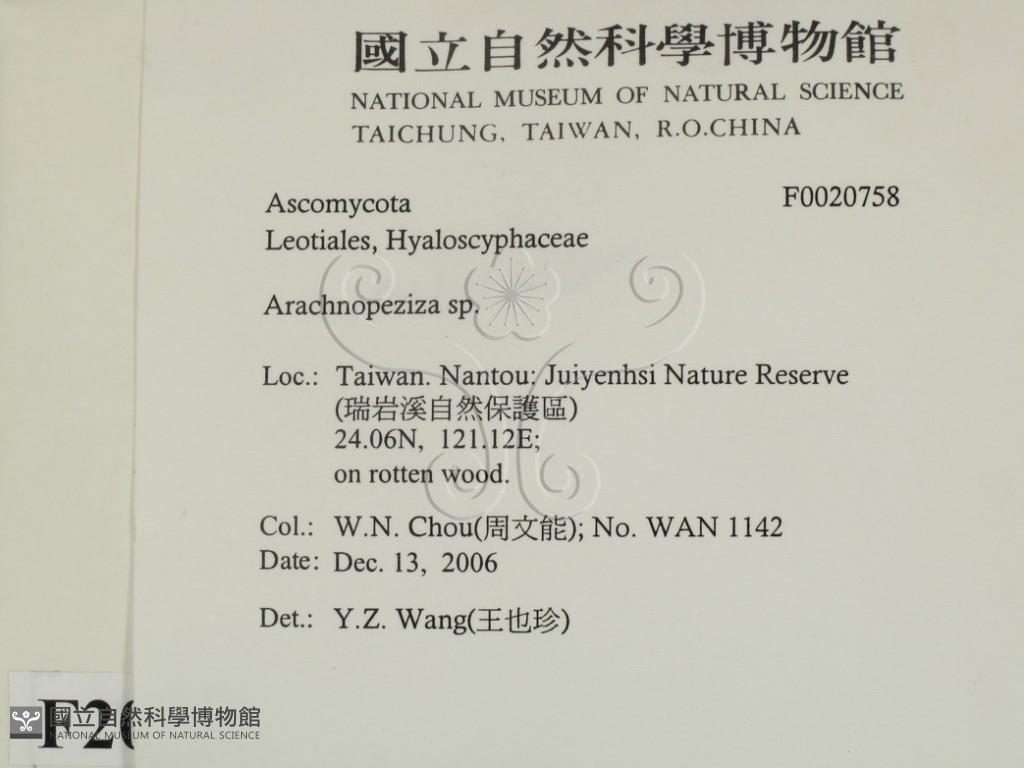 國立自然科學博物館
NATIONAL MUSEUM OF NATURAL SCIENCE
TAICHUNG, TAIWAN, R.O.CHINA
Ascomycota F0020758
Leotiales, Hyaloscyphaceae
Arachnopeziza sp.
Loc.: Taiwan. Nantou: Juiyenhsi Nature Reserve
(瑞岩溪自然保護區)
24.06N, 121.12E;
on rotten wood.
Col.: W.N. Chou(周文能); No. WAN 1142
Date: Dec. 13, 2006
Det.: Y.Z. Wang(王也珍)
F20
國立自然科學博物館
NATIONAL MUSEUM OF NATURAL SCIENCE